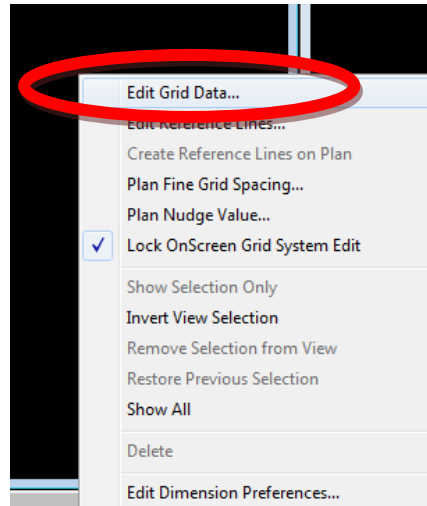 Edit Grid Data...
Edit Reference Lines...
Create Reference Lines on Plan
Plan Fine Grid Spacing...
Plan Nudge Value...
Lock OnScreen Grid System Edit
Show Selection Only
Invert View Selection
Remove Selection from View
Restore Previous Selection
Show All
Delete
Edit Dimension Preferences...